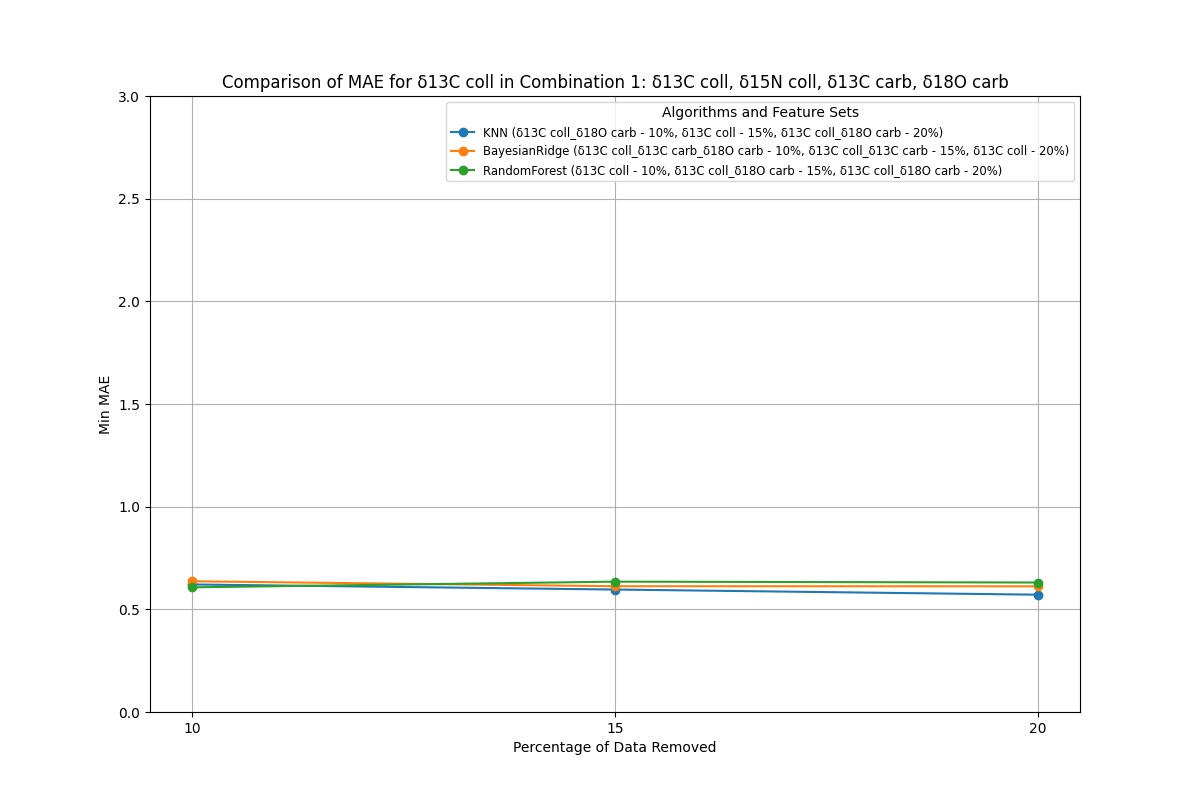 Comparison of MAE for δ13C coll in Combination 1: δ13C coll, δ15N coll, δ13C carb, δ18O carb
Algorithms and Feature Sets
KNN (δ13C coll_δ18O carb - 10%, δ13C coll - 15%, δ13C coll_δ18O carb - 20%)
BayesianRidge (δ13C coll_δ13C carb_δ18O carb - 10%, δ13C coll_δ13C carb - 15%, δ13C coll - 20%)
RandomForest (δ13C coll - 10%, δ13C coll_δ18O carb - 15%, δ13C coll_δ18O carb - 20%)
3.0
2.5
2.0
1.5
1.0
0.5
0.0
Min MAE
10
15
20
Percentage of Data Removed